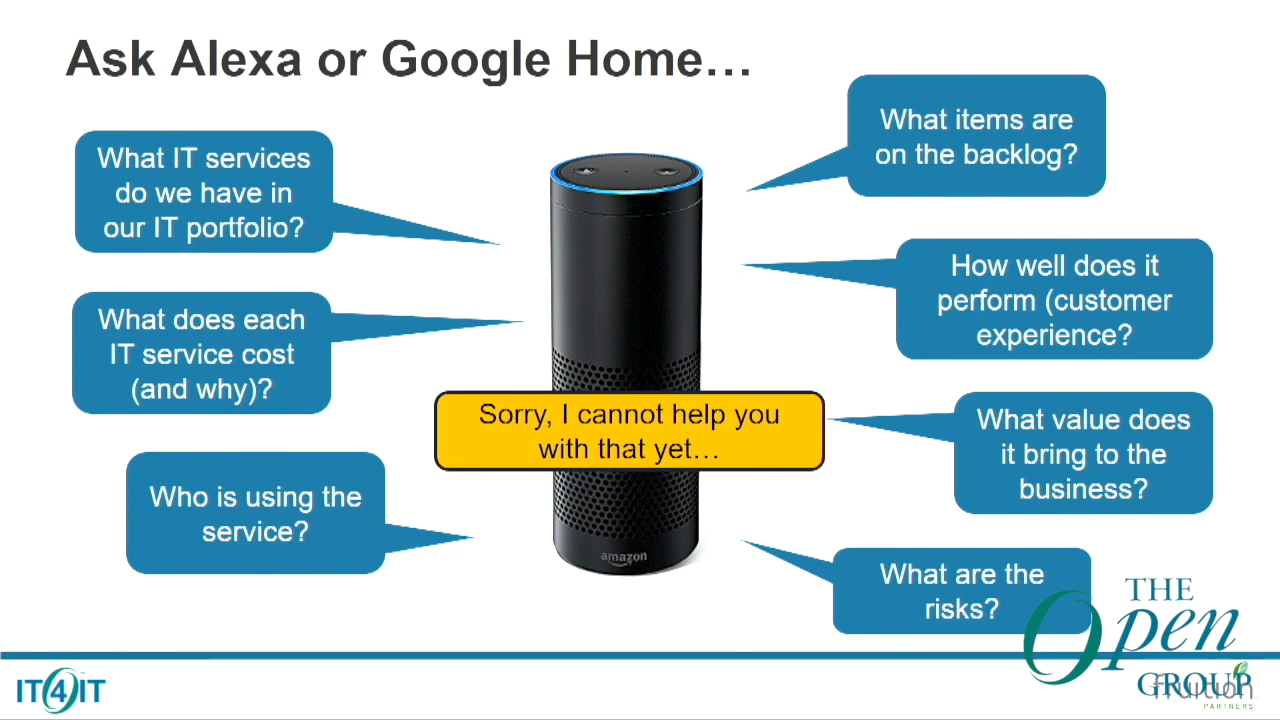 Ask Alexa or Google Home…
What IT services
do we have in
our IT portfolio?
What does each
IT service cost
(and why)?
Who is using the
service?
What items are
on the backlog?
How well does it
perform (customer
experience?
What value does
it bring to the
business?
What are the
risks?
Sorry, I cannot help you
with that yet…
amazon
IT4IT
THE
Open
GROUP
fruition
PARTNERS